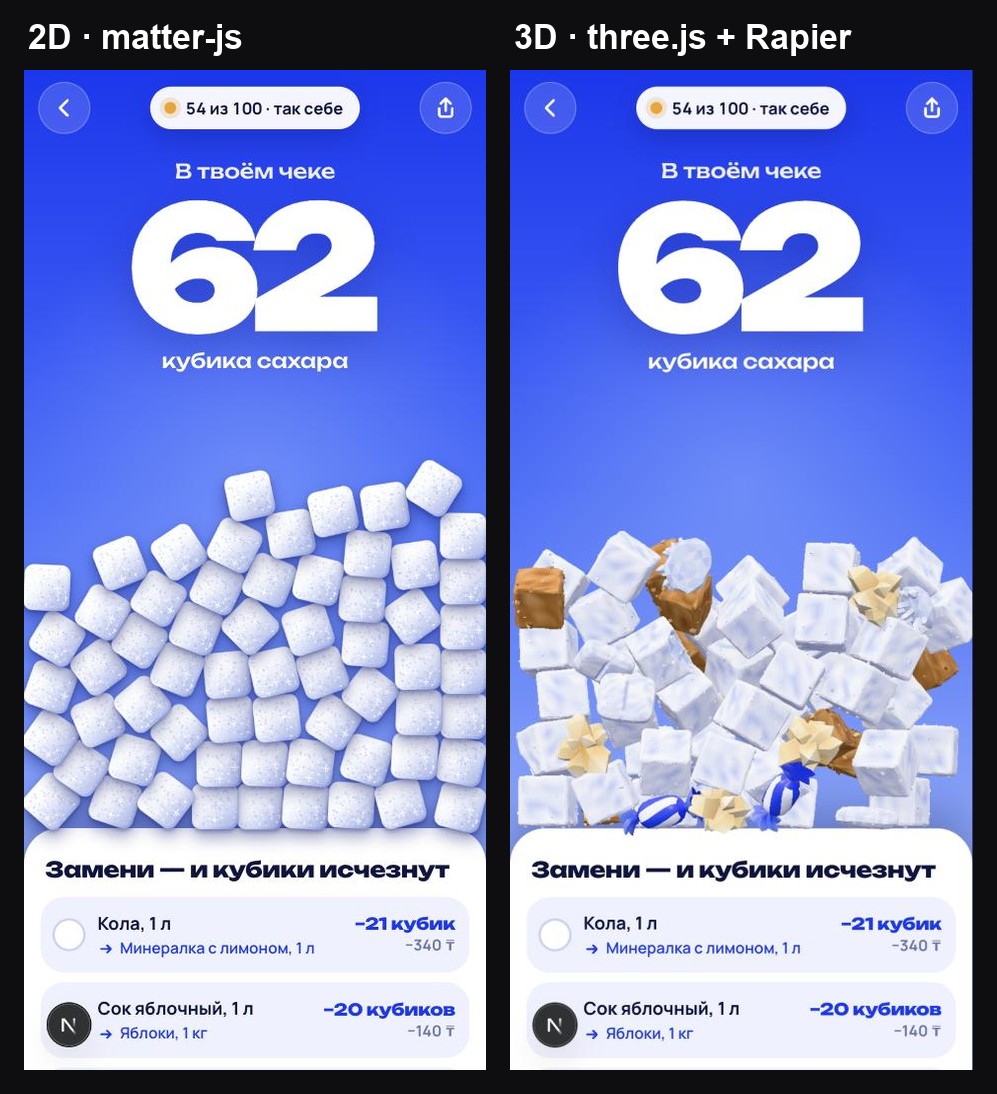 2D · matter-js
54 из 100 · так себе
В твоём чеке
62
кубика сахара
Замени — и кубики исчезнут
Кола, 1 л
−21 кубик
→ Минералка с лимоном, 1 л
−340 ₸
N
Сок яблочный, 1 л
−20 кубиков
→ Яблоки, 1 кг
−140 ₸
3D · three.js + Rapier
54 из 100 · так себе
В твоём чеке
62
кубика сахара
Замени — и кубики исчезнут
Кола, 1 л
−21 кубик
→ Минералка с лимоном, 1 л
−340 ₸
N
Сок яблочный, 1 л
−20 кубиков
→ Яблоки, 1 кг
−140 ₸